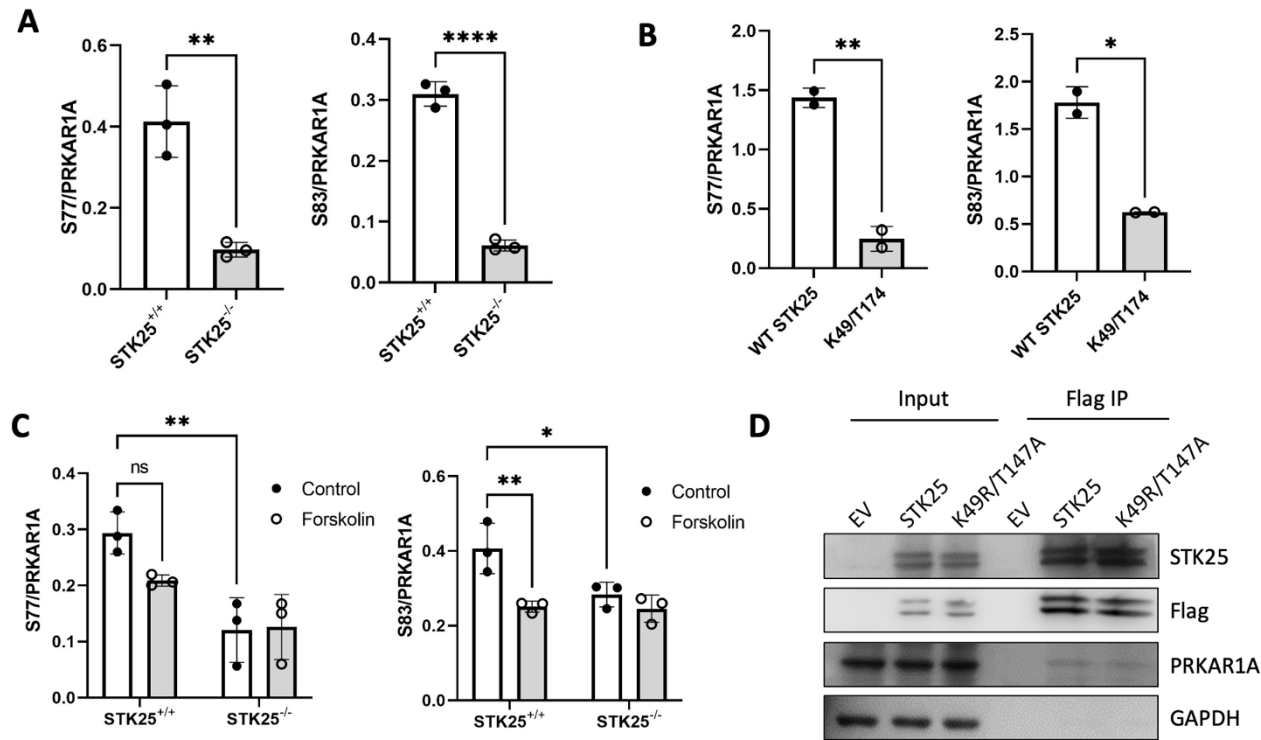 A
S77/PRKAR1A
0.6
0.4
0.2
0.0
**
STK25+/+
STK25-/-
S83/PRKAR1A
0.4
0.3
0.2
0.1
0.0
****
STK25+/+
STK25-/-
B
S77/PRKAR1A
2.0
1.5
1.0
0.5
0.0
**
WT STK25
K49/T174
S83/PRKAR1A
2.5
2.0
1.5
1.0
0.5
0.0
*
WT STK25
K49/T174
C
S77/PRKAR1A
0.4
0.3
0.2
0.1
0.0
**
ns
Control
Forskolin
STK25+/+
STK25-/-
S83/PRKAR1A
0.6
0.4
0.2
0.0
*
**
Control
Forskolin
STK25+/+
STK25-/-
D
Input
Flag IP
EV
STK25
K49R/T147A
EV
STK25
K49R/T147A
STK25
Flag
PRKAR1A
GAPDH